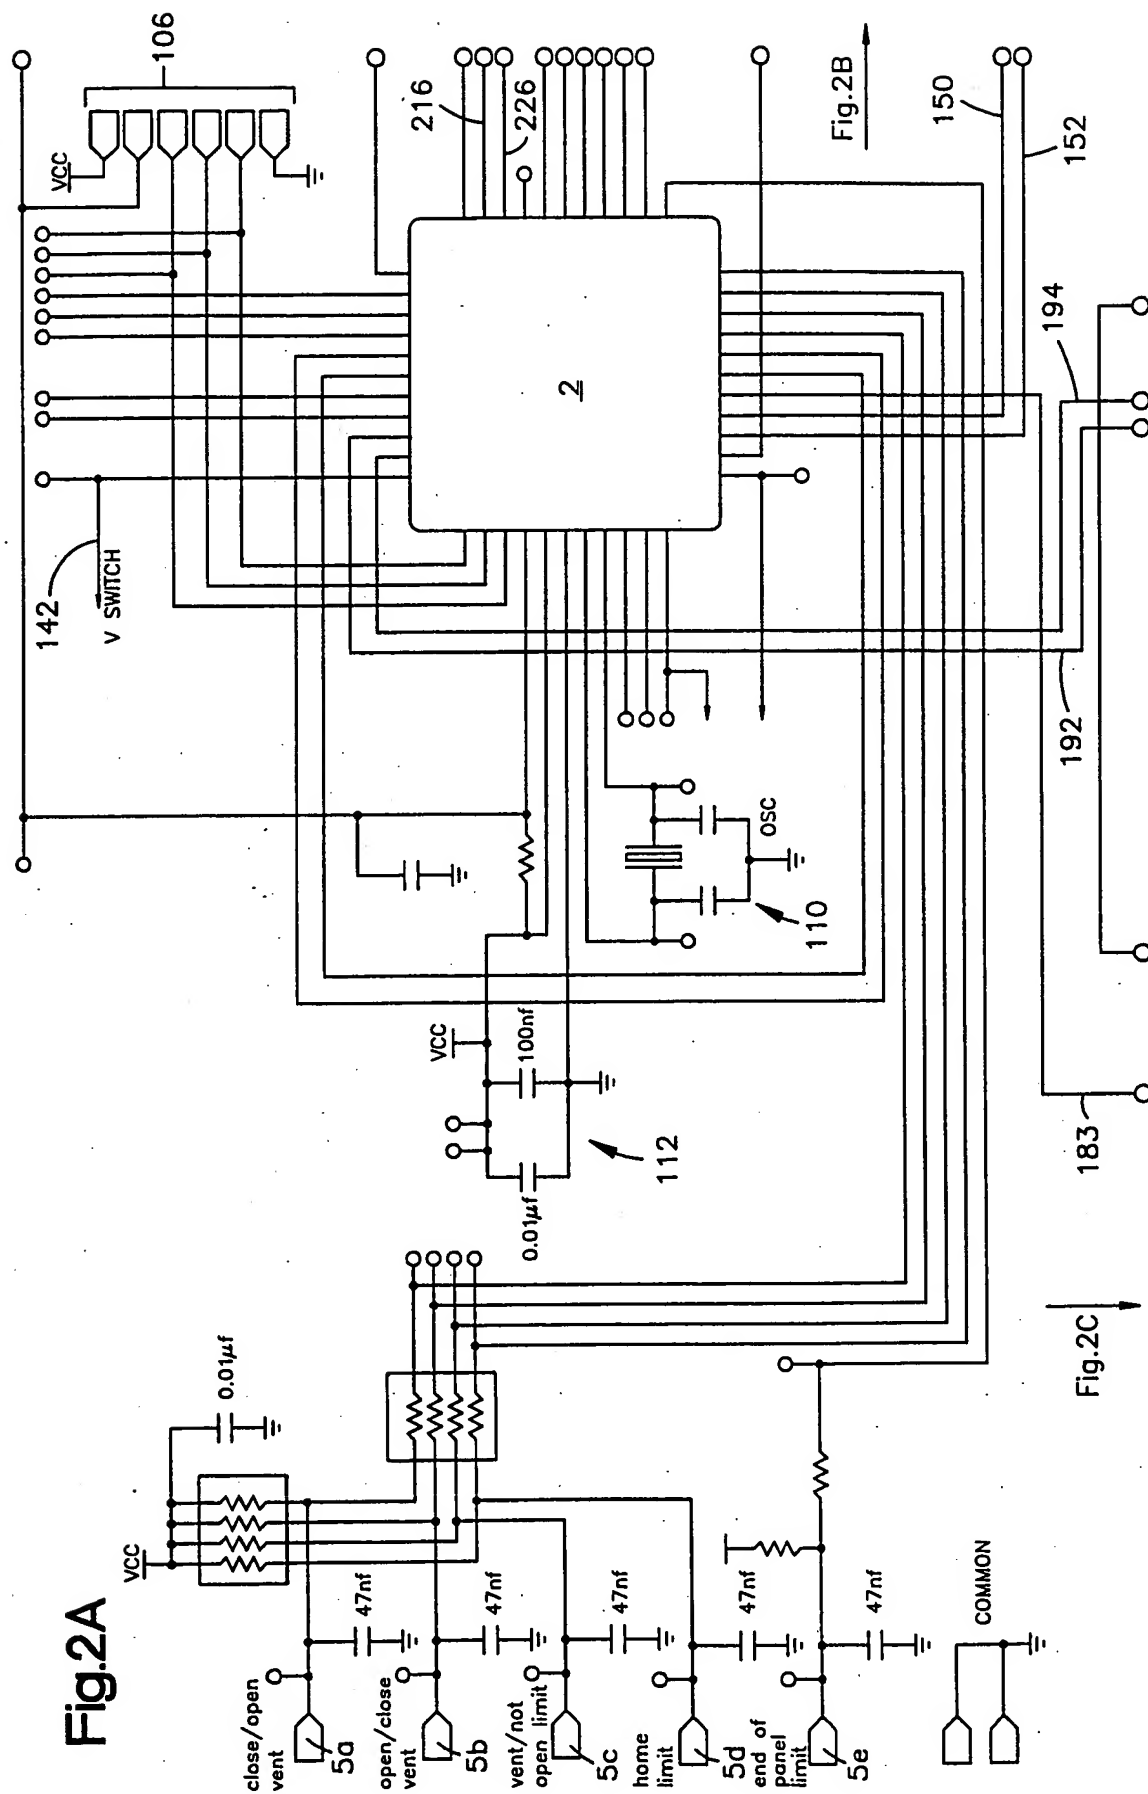 Fig.2A
close/open
vent
5a
open/close
vent
5b
vent/not
open limit
5c
home
limit
5d
end of
panel
limit
5e
COMMON
47nf
47nf
47nf
47nf
47nf
VCC
0.01µf
0.01µf
112
VCC
100nf
110
OSC
142
V SWITCH
2
VCC
106
216
226
Fig.2B
150
152
194
192
183
Fig.2C